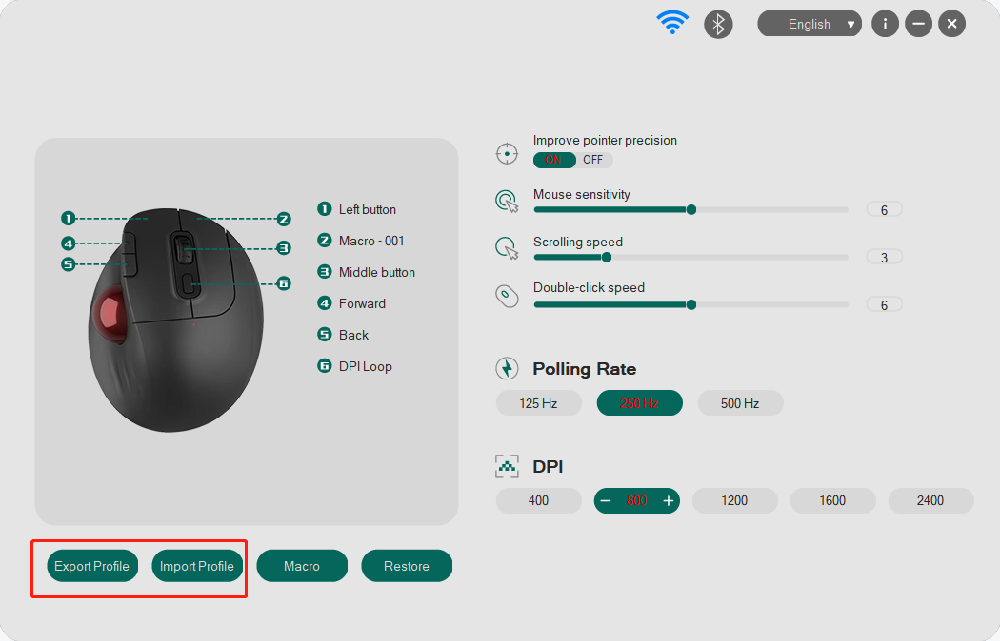 English
i
1
4
5
2
3
6
1 Left button
2 Macro - 001
3 Middle button
4 Forward
5 Back
6 DPI Loop
Export Profile
Import Profile
Macro
Restore
Improve pointer precision
ON OFF
Mouse sensitivity
6
Scrolling speed
3
Double-click speed
6
Polling Rate
125 Hz
250 Hz
500 Hz
DPI
400
− 800 +
1200
1600
2400